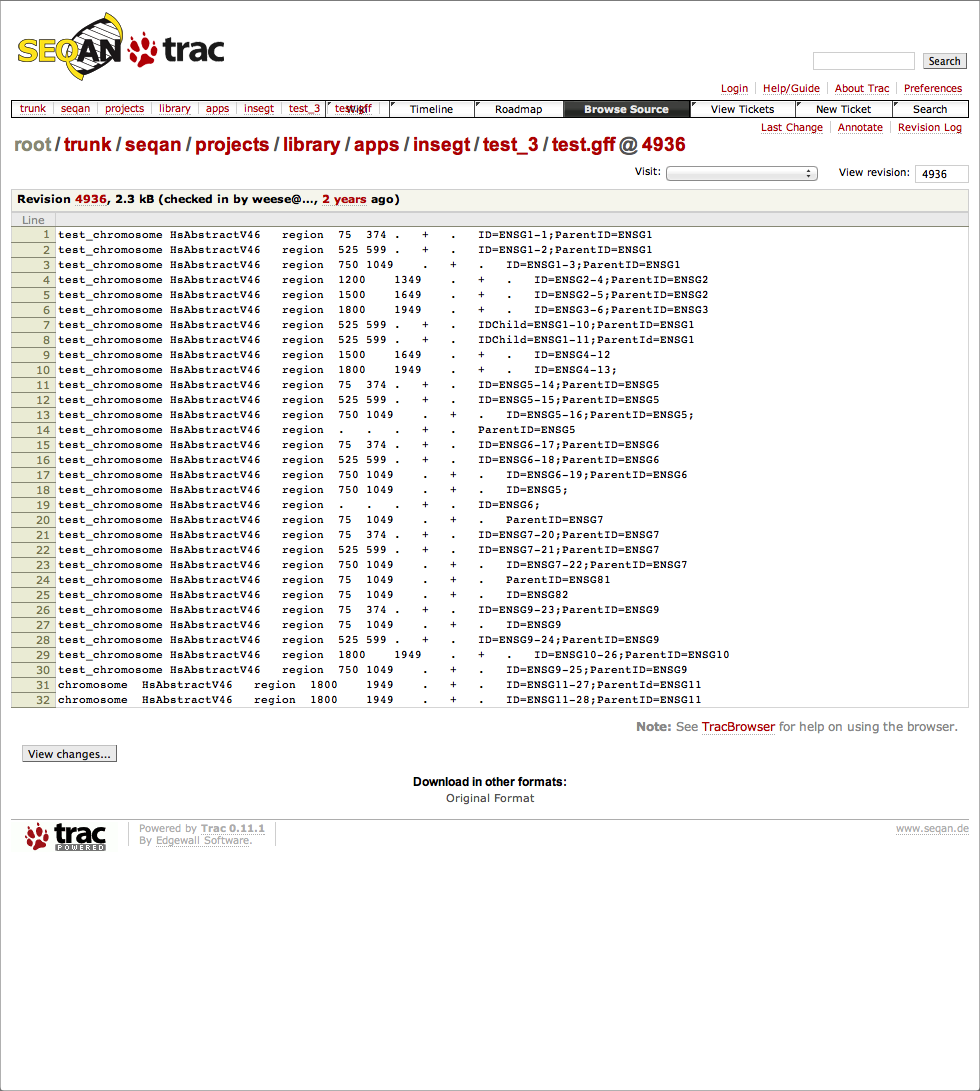 SEQAN trac
Search
Login Help/Guide About Trac Preferences
trunk seqan projects library apps insegt test_3 test.gff Wiki Timeline Roadmap Browse Source View Tickets New Ticket Search
Last Change Annotate Revision Log
root/trunk/seqan/projects/library/apps/insegt/test_3/test.gff @ 4936
Visit: View revision: 4936
Revision 4936, 2.3 kB (checked in by weese@..., 2 years ago)
Line
1 test_chromosome HsAbstractV46 region 75 374 . + . ID=ENSG1-1;ParentID=ENSG1
2 test_chromosome HsAbstractV46 region 525 599 . + . ID=ENSG1-2;ParentID=ENSG1
3 test_chromosome HsAbstractV46 region 750 1049 . + . ID=ENSG1-3;ParentID=ENSG1
4 test_chromosome HsAbstractV46 region 1200 1349 . + . ID=ENSG2-4;ParentID=ENSG2
5 test_chromosome HsAbstractV46 region 1500 1649 . + . ID=ENSG2-5;ParentID=ENSG2
6 test_chromosome HsAbstractV46 region 1800 1949 . + . ID=ENSG3-6;ParentID=ENSG3
7 test_chromosome HsAbstractV46 region 525 599 . + . IDChild=ENSG1-10;ParentID=ENSG1
8 test_chromosome HsAbstractV46 region 525 599 . + . IDChild=ENSG1-11;ParentId=ENSG1
9 test_chromosome HsAbstractV46 region 1500 1649 . + . ID=ENSG4-12
10 test_chromosome HsAbstractV46 region 1800 1949 . + . ID=ENSG4-13;
11 test_chromosome HsAbstractV46 region 75 374 . + . ID=ENSG5-14;ParentID=ENSG5
12 test_chromosome HsAbstractV46 region 525 599 . + . ID=ENSG5-15;ParentID=ENSG5
13 test_chromosome HsAbstractV46 region 750 1049 . + . ID=ENSG5-16;ParentID=ENSG5;
14 test_chromosome HsAbstractV46 region . . . + . ParentID=ENSG5
15 test_chromosome HsAbstractV46 region 75 374 . + . ID=ENSG6-17;ParentID=ENSG6
16 test_chromosome HsAbstractV46 region 525 599 . + . ID=ENSG6-18;ParentID=ENSG6
17 test_chromosome HsAbstractV46 region 750 1049 . + . ID=ENSG6-19;ParentID=ENSG6
18 test_chromosome HsAbstractV46 region 750 1049 . + . ID=ENSG5;
19 test_chromosome HsAbstractV46 region . . . + . ID=ENSG6;
20 test_chromosome HsAbstractV46 region 75 1049 . + . ParentID=ENSG7
21 test_chromosome HsAbstractV46 region 75 374 . + . ID=ENSG7-20;ParentID=ENSG7
22 test_chromosome HsAbstractV46 region 525 599 . + . ID=ENSG7-21;ParentID=ENSG7
23 test_chromosome HsAbstractV46 region 750 1049 . + . ID=ENSG7-22;ParentID=ENSG7
24 test_chromosome HsAbstractV46 region 75 1049 . + . ParentID=ENSG81
25 test_chromosome HsAbstractV46 region 75 1049 . + . ID=ENSG82
26 test_chromosome HsAbstractV46 region 75 374 . + . ID=ENSG9-23;ParentID=ENSG9
27 test_chromosome HsAbstractV46 region 75 1049 . + . ID=ENSG9
28 test_chromosome HsAbstractV46 region 525 599 . + . ID=ENSG9-24;ParentID=ENSG9
29 test_chromosome HsAbstractV46 region 1800 1949 . + . ID=ENSG10-26;ParentID=ENSG10
30 test_chromosome HsAbstractV46 region 750 1049 . + . ID=ENSG9-25;ParentID=ENSG9
31 chromosome HsAbstractV46 region 1800 1949 . + . ID=ENSG11-27;ParentId=ENSG11
32 chromosome HsAbstractV46 region 1800 1949 . + . ID=ENSG11-28;ParentID=ENSG11
Note: See TracBrowser for help on using the browser.
View changes...
Download in other formats:
Original Format
trac POWERED
Powered by Trac 0.11.1
By Edgewall Software.
www.seqan.de